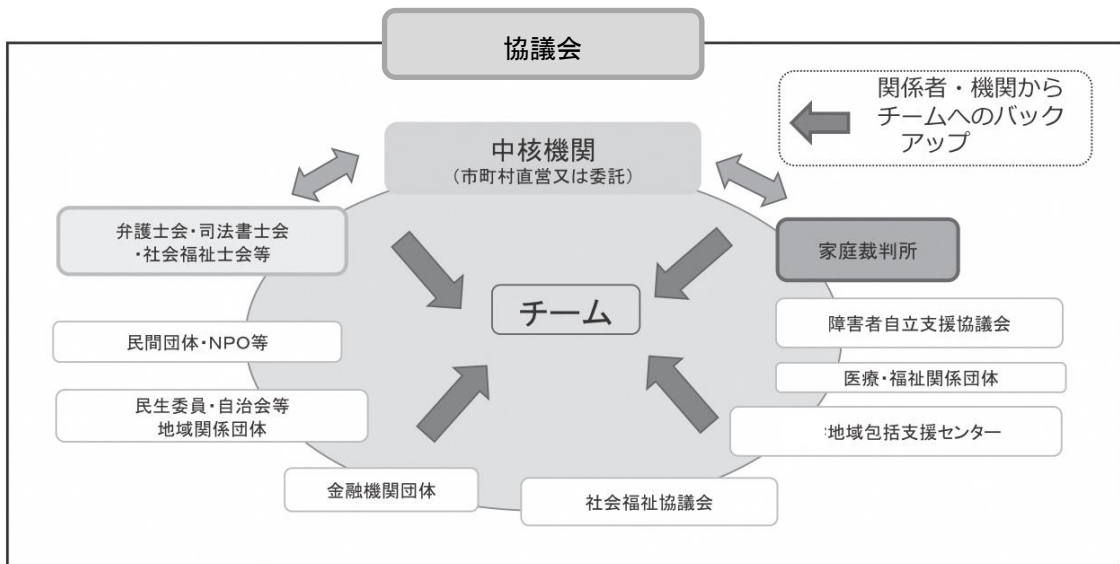 協議会
関係者・機関から
チームへのバック
アップ
中核機関
（市町村直営又は委託）
弁護士会・司法書士会
・社会福祉士会等
家庭裁判所
チーム
障害者自立支援協議会
民間団体・NPO等
医療・福祉関係団体
民生委員・自治会等
地域関係団体
地域包括支援センター
金融機関団体
社会福祉協議会